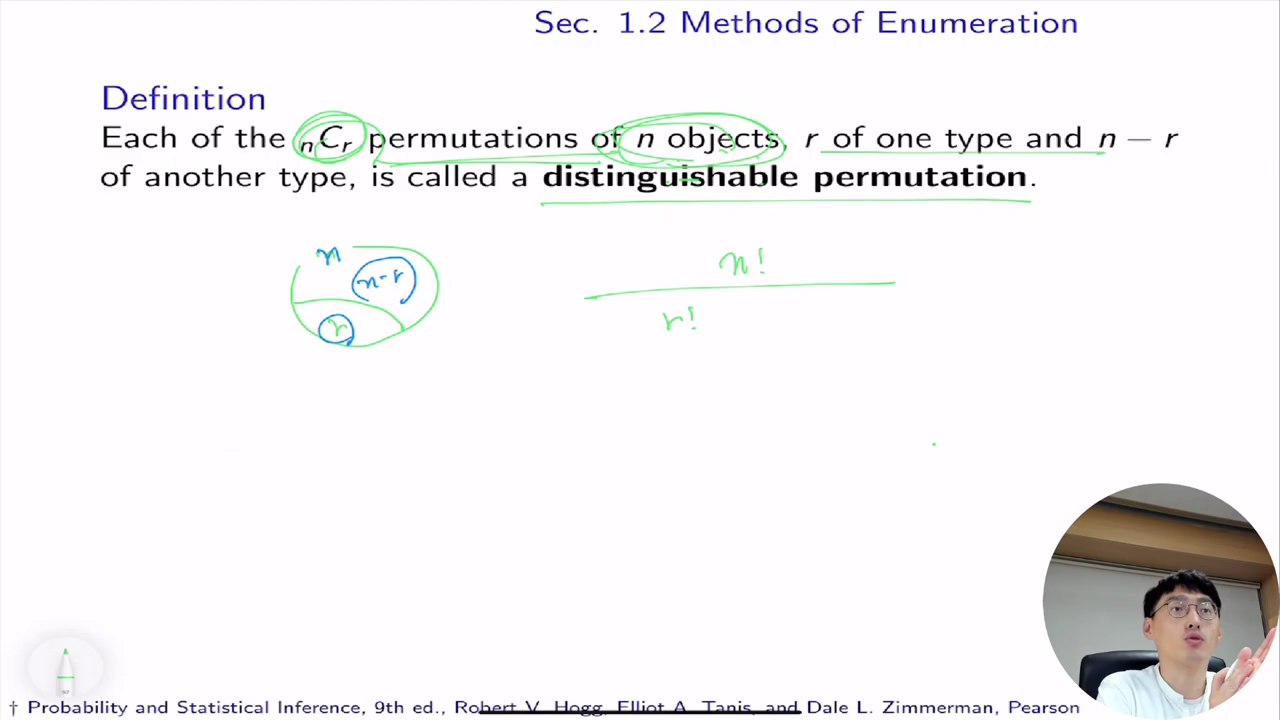 Sec. 1.2 Methods of Enumeration
Definition
Each of the ₙCᵣ permutations of n objects, r of one type and n − r
of another type, is called a distinguishable permutation.
n
n-r
r
n!
r!
† Probability and Statistical Inference, 9th ed., Robert V. Hogg, Elliot A. Tanis, and Dale L. Zimmerman, Pearson